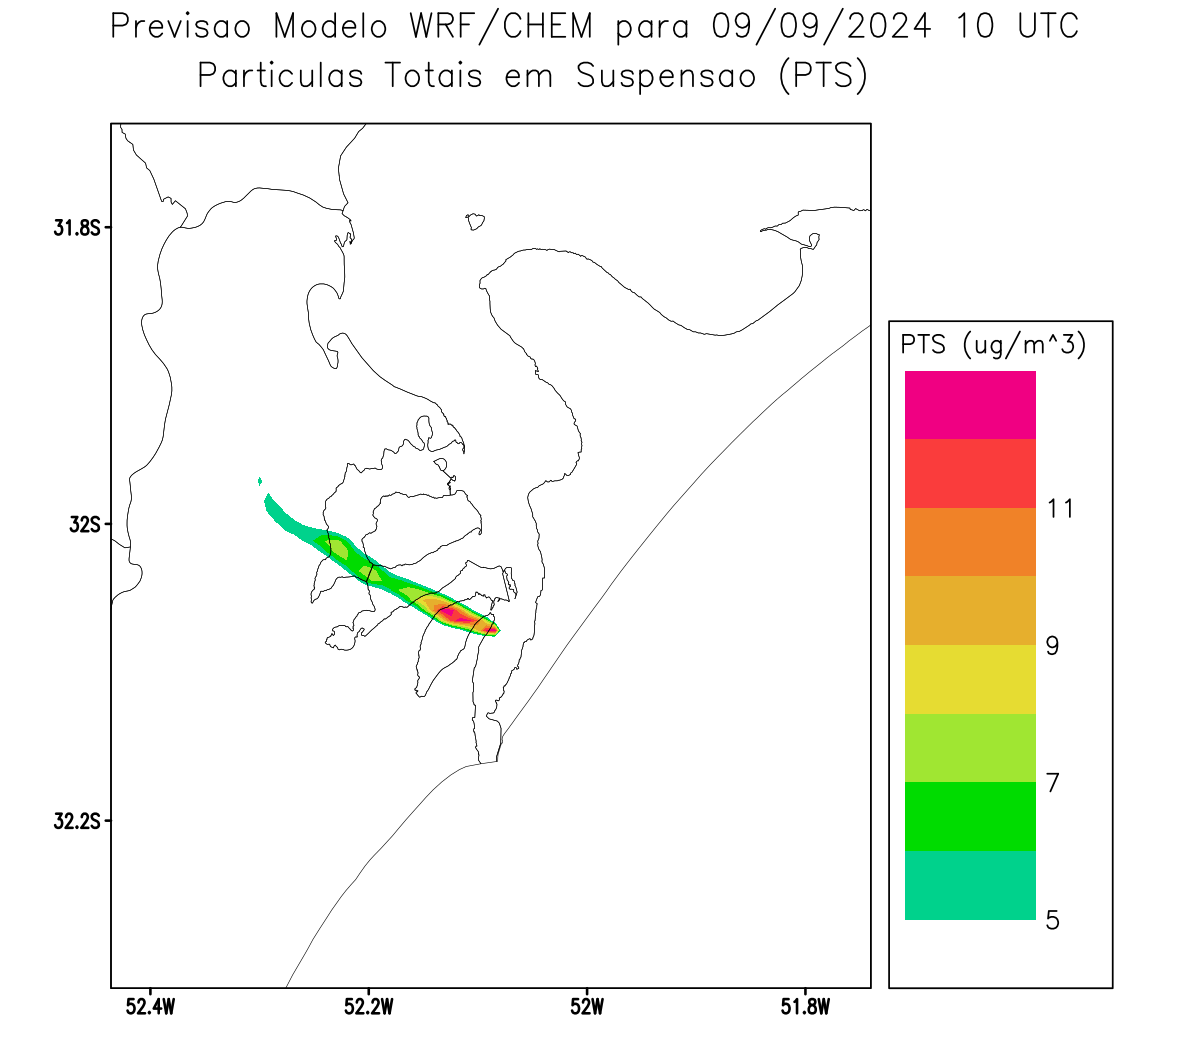 Previsao Modelo WRF/CHEM para 09/09/2024 10 UTC
Particulas Totais em Suspensao (PTS)
31.8S
32S
32.2S
52.4W
52.2W
52W
51.8W
PTS (ug/m^3)
11
9
7
5